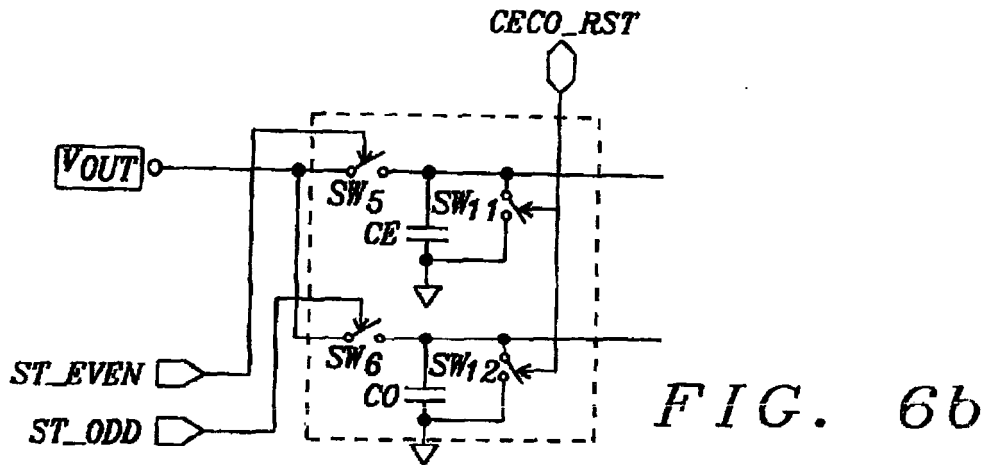 CECO_RST
VOUT
SW5
SW11
CE
SW6
SW12
CO
ST_EVEN
ST_ODD
FIG. 6b